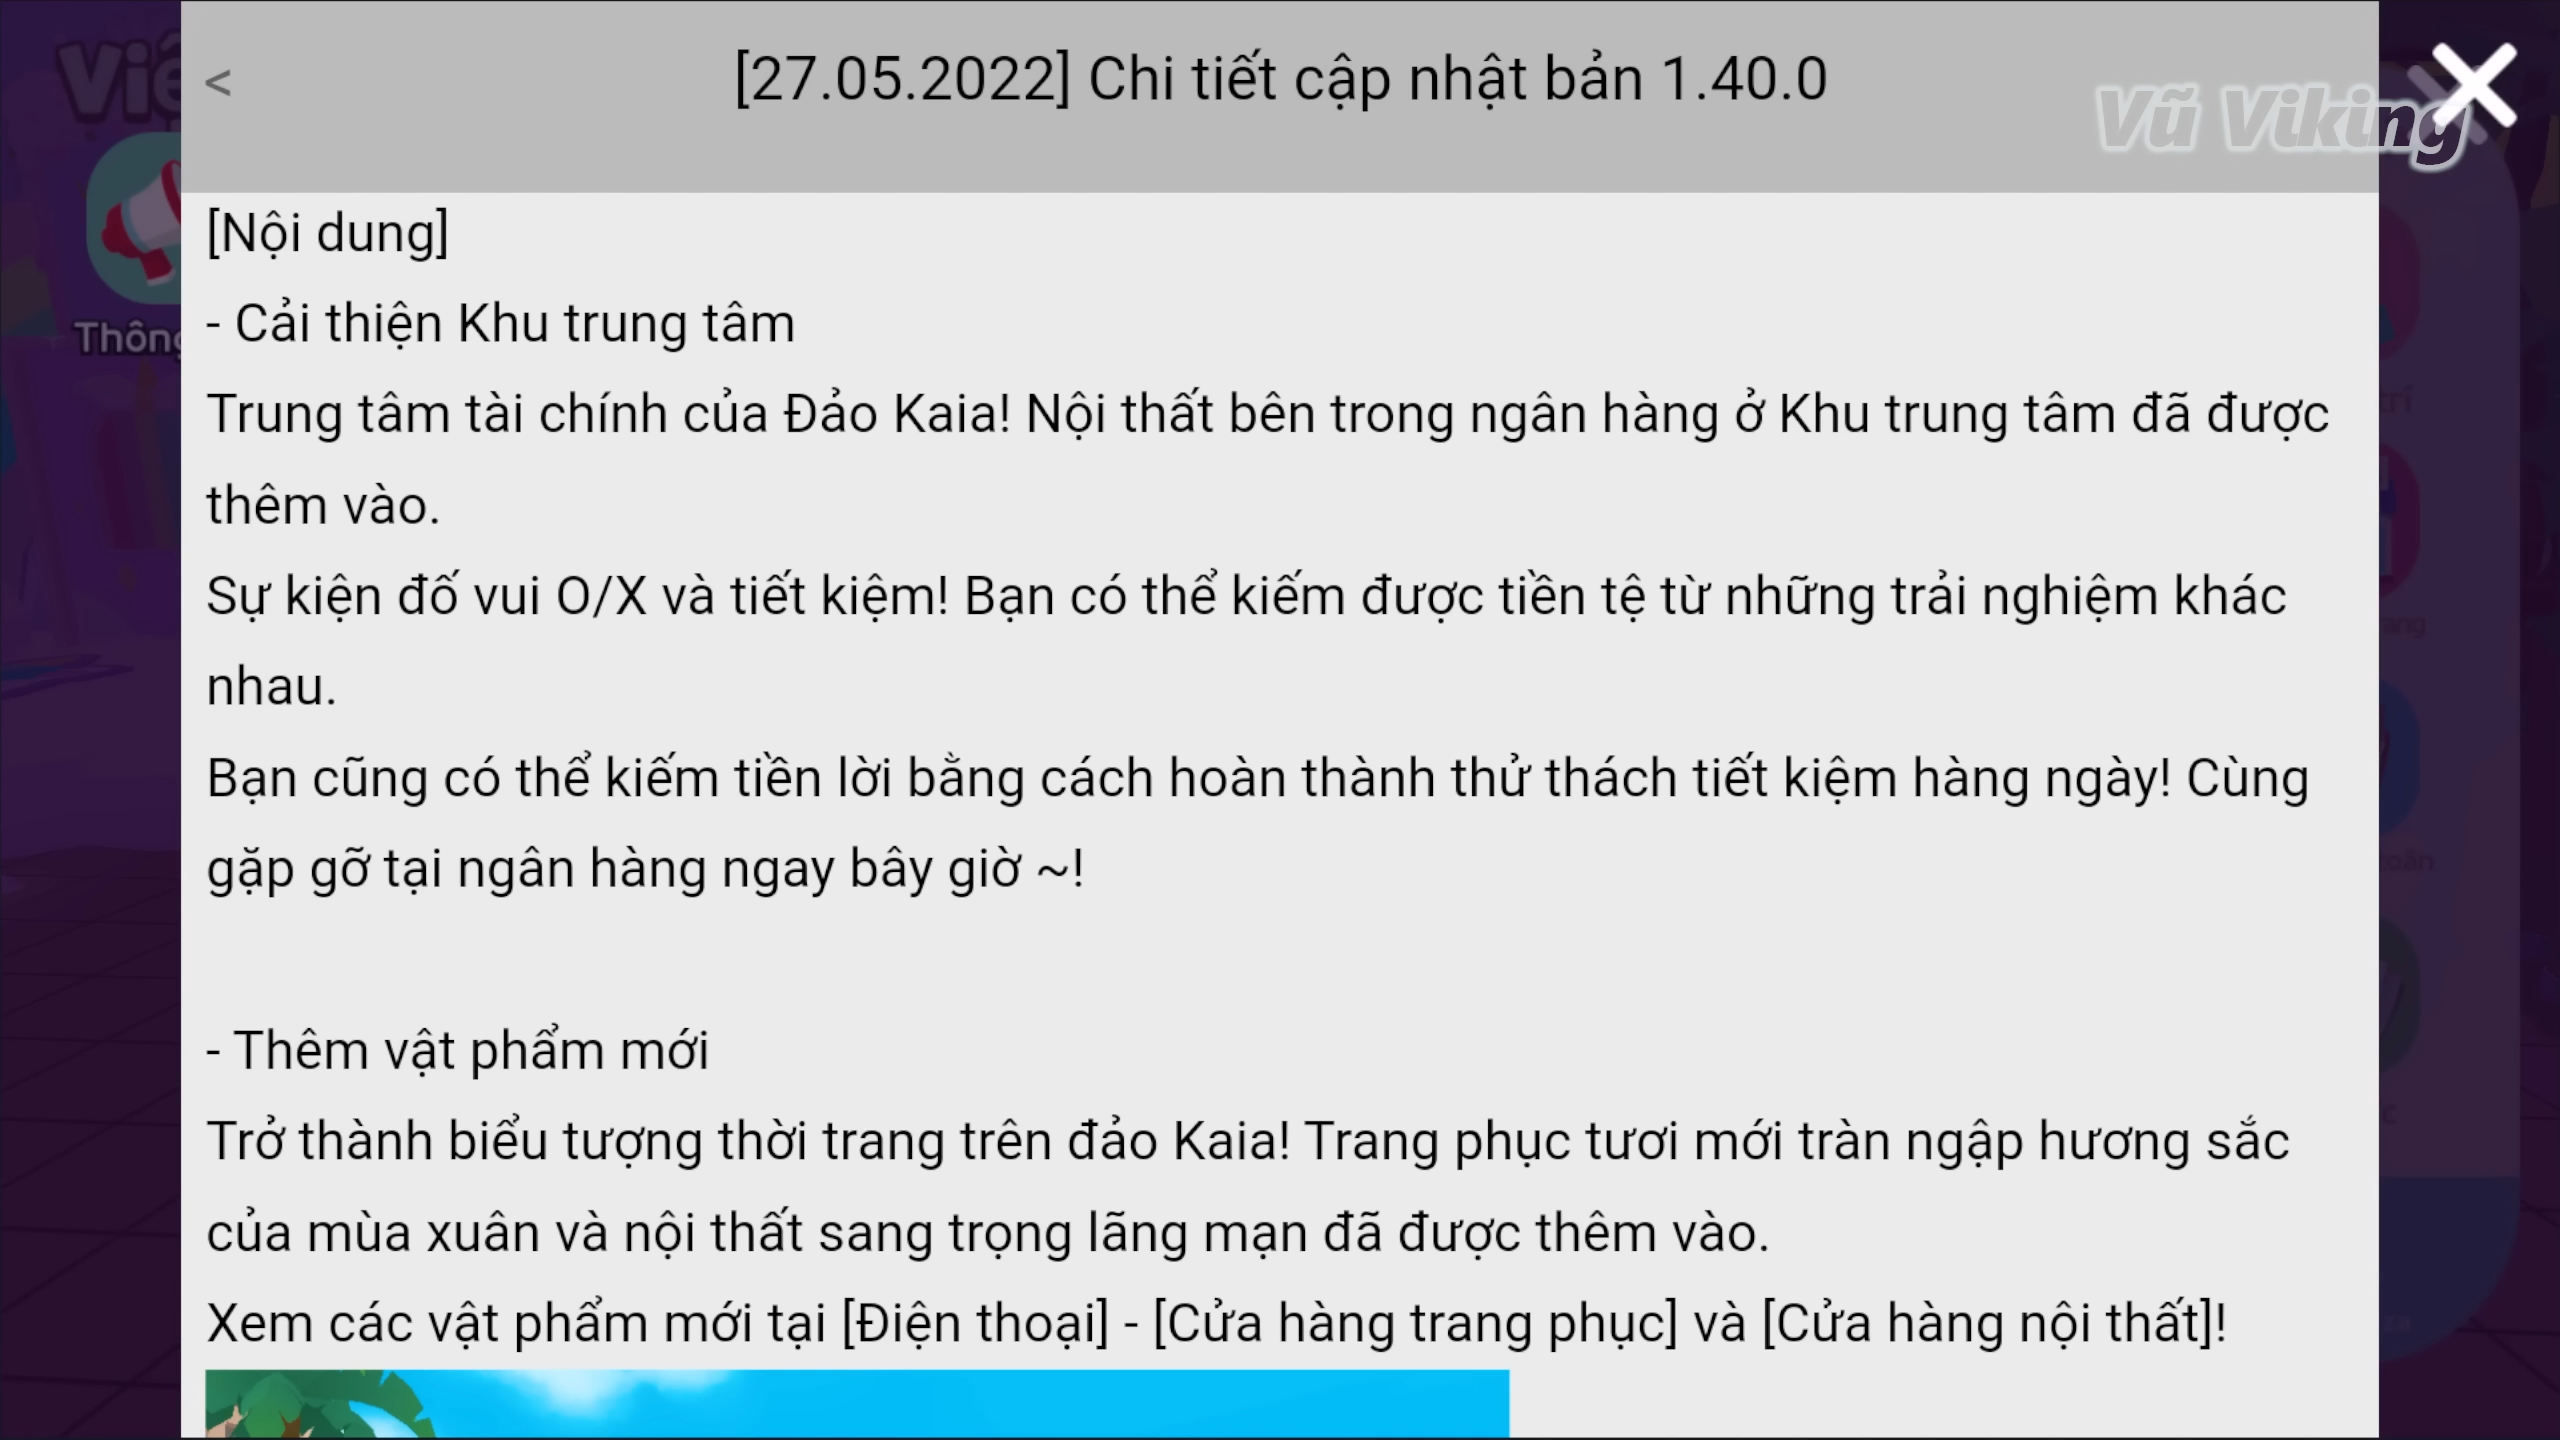 Việ
<
[27.05.2022] Chi tiết cập nhật bản 1.40.0
Vũ Viking
Thông
[Nội dung]
- Cải thiện Khu trung tâm
Trung tâm tài chính của Đảo Kaia! Nội thất bên trong ngân hàng ở Khu trung tâm đã được
thêm vào.
Sự kiện đố vui O/X và tiết kiệm! Bạn có thể kiếm được tiền tệ từ những trải nghiệm khác
nhau.
Bạn cũng có thể kiếm tiền lời bằng cách hoàn thành thử thách tiết kiệm hàng ngày! Cùng
gặp gỡ tại ngân hàng ngay bây giờ ~!
- Thêm vật phẩm mới
Trở thành biểu tượng thời trang trên đảo Kaia! Trang phục tươi mới tràn ngập hương sắc
của mùa xuân và nội thất sang trọng lãng mạn đã được thêm vào.
Xem các vật phẩm mới tại [Điện thoại] - [Cửa hàng trang phục] và [Cửa hàng nội thất]!